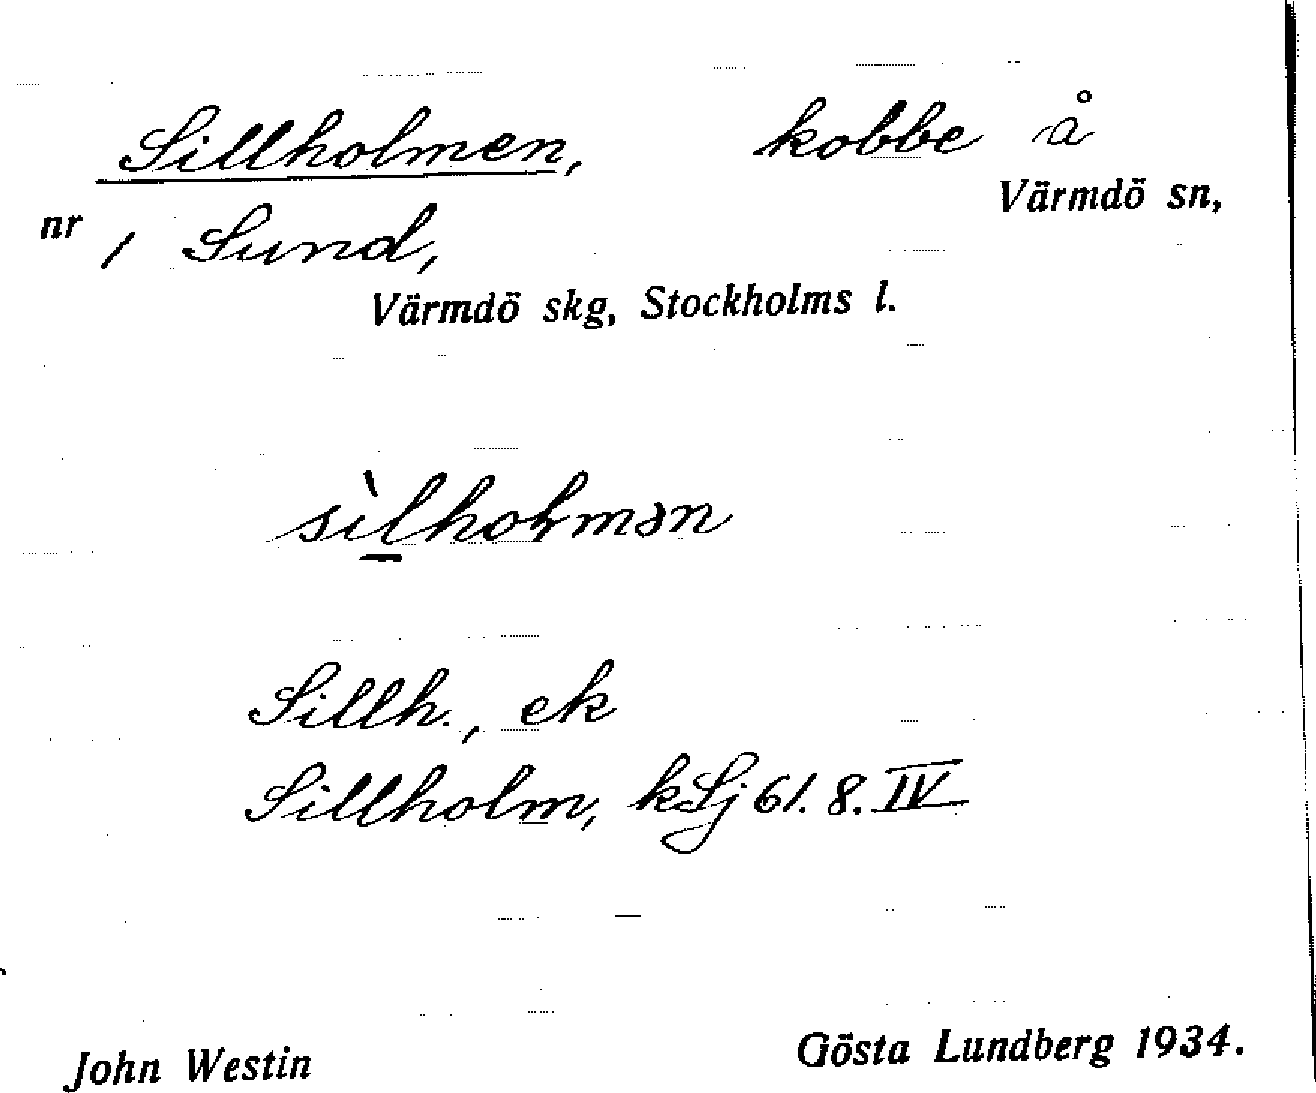 Sillholmen, kobbe å
Värmdö sn,
nr 1 Sund,
Värmdö skg, Stockholms l.
sìlholmən
Sillh., ek
Sillholm, kSj 61. 8. IV
John Westin
Gösta Lundberg 1934.